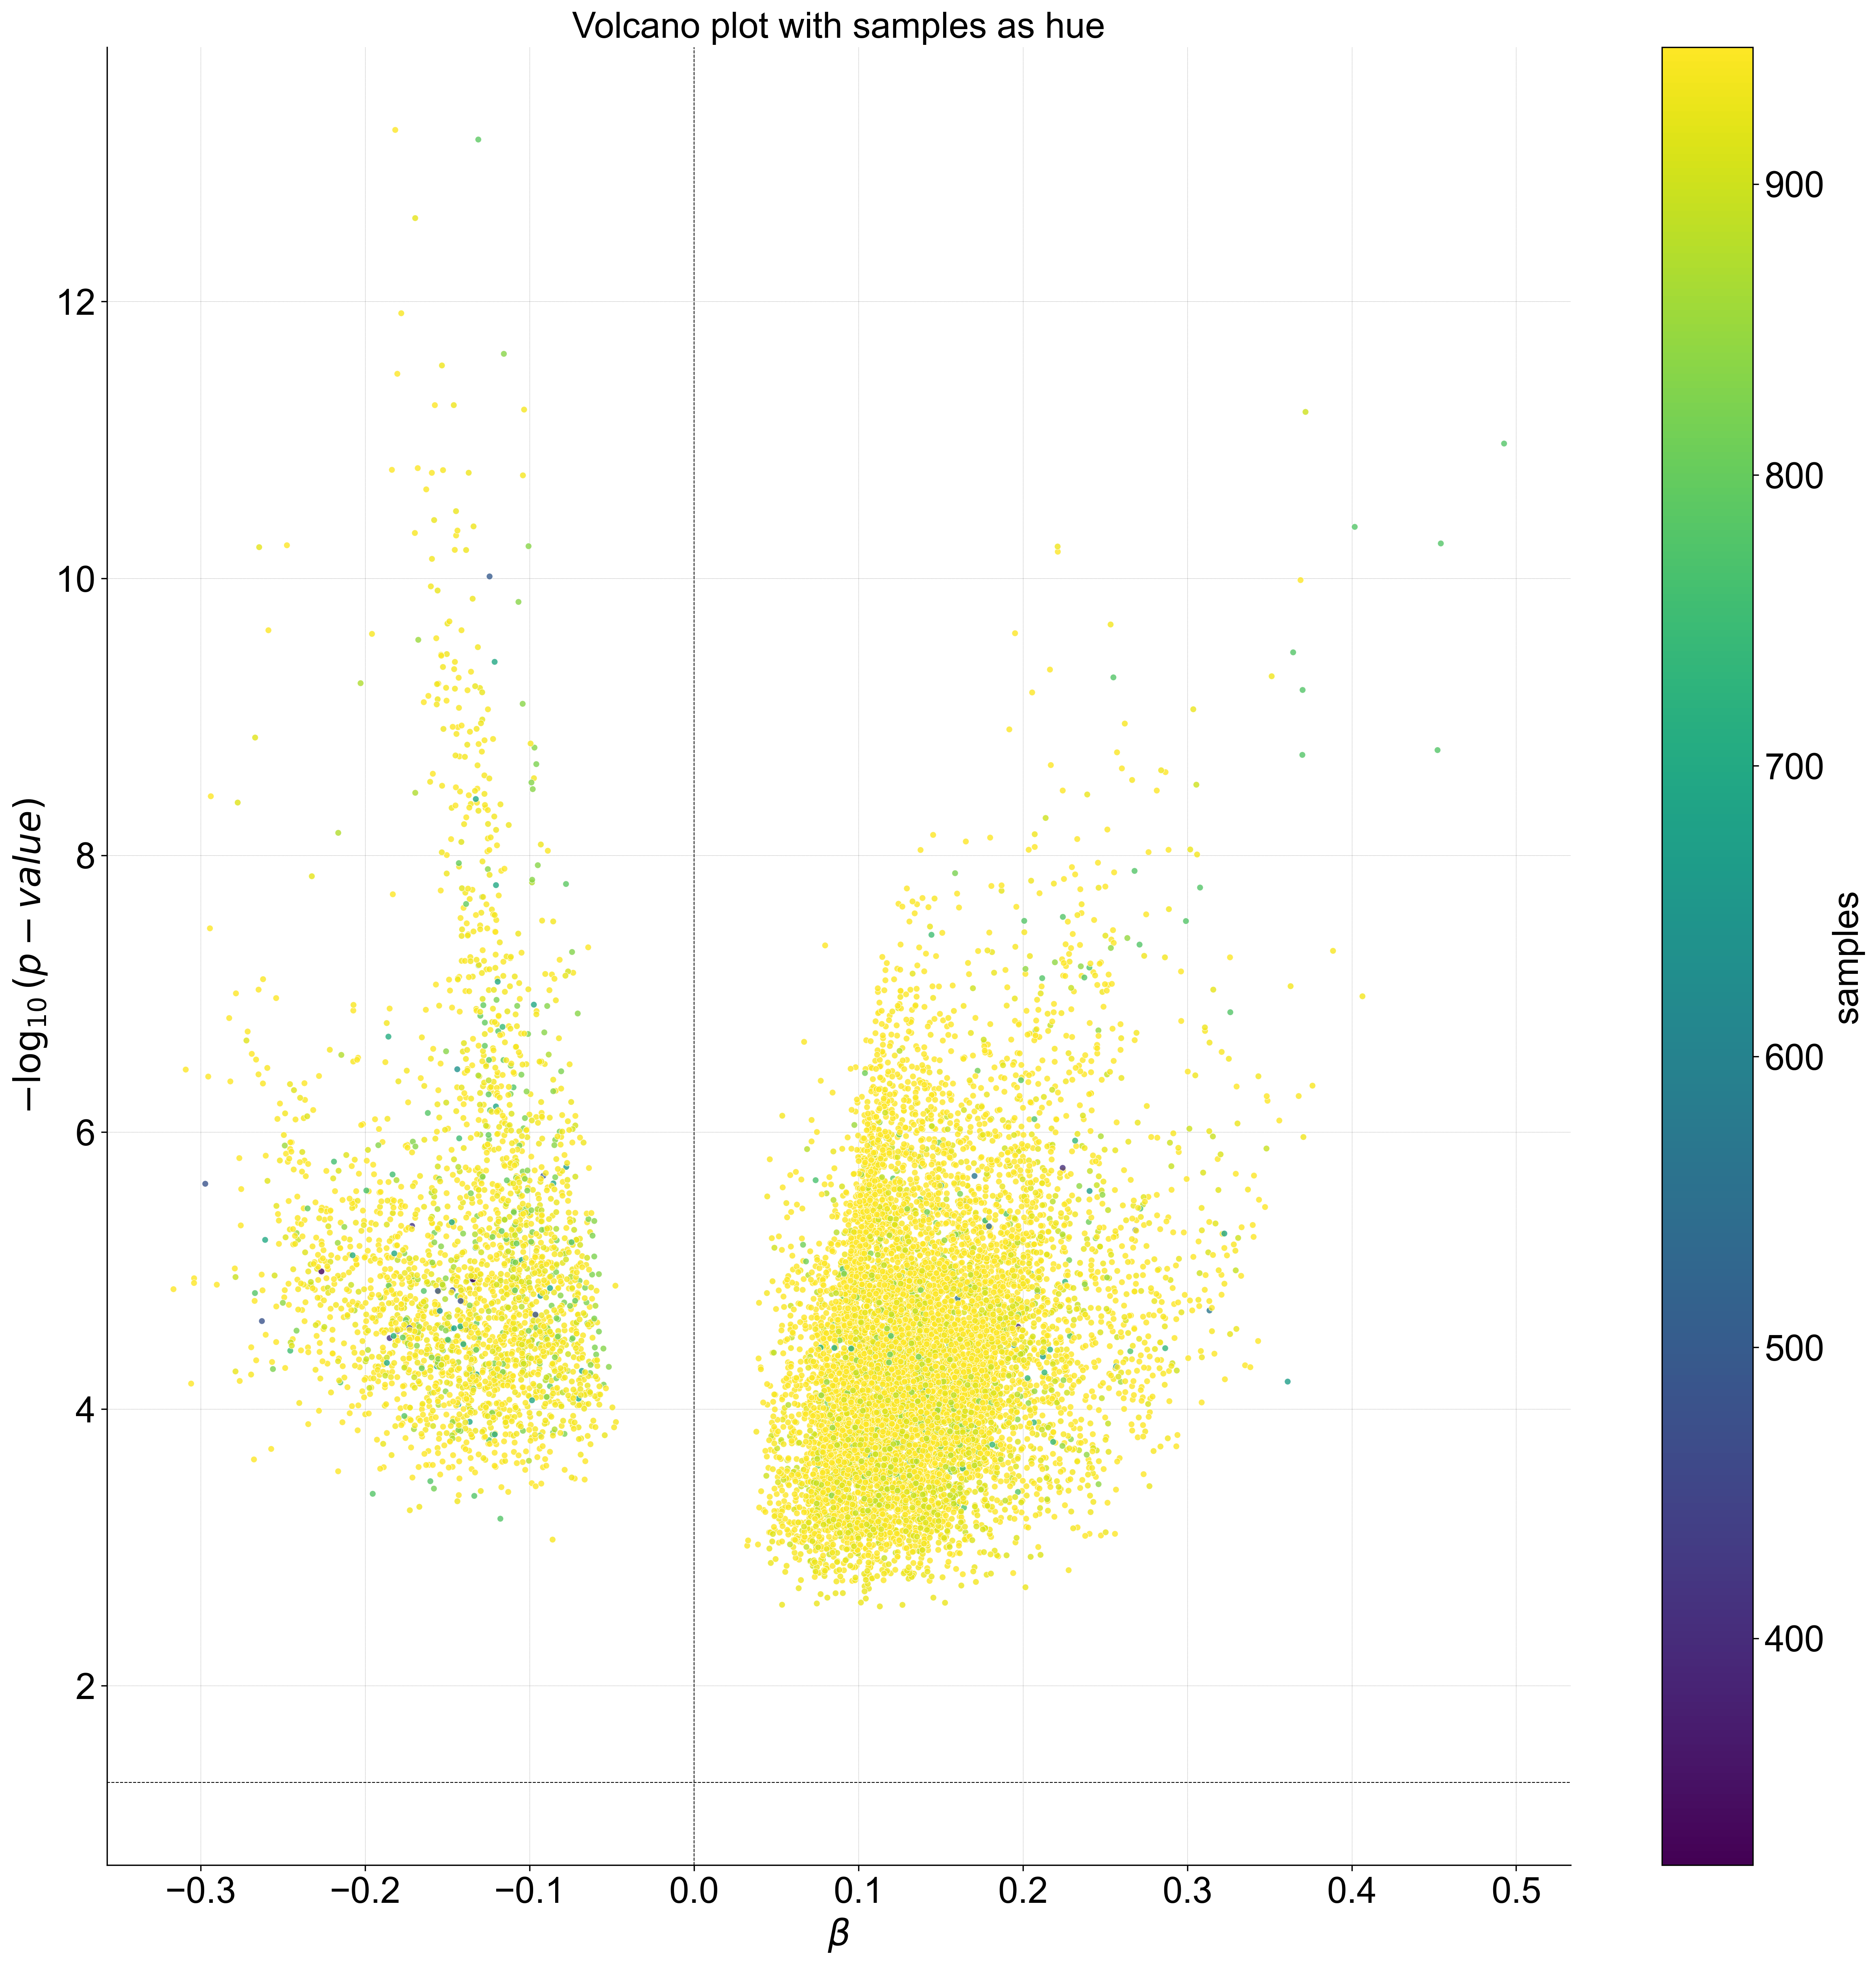 Volcano plot with samples as hue
−log₁₀ (p − value)
12
10
8
6
4
2
−0.3 −0.2 −0.1 0.0 0.1 0.2 0.3 0.4 0.5
β
900
800
700
600
500
400
samples